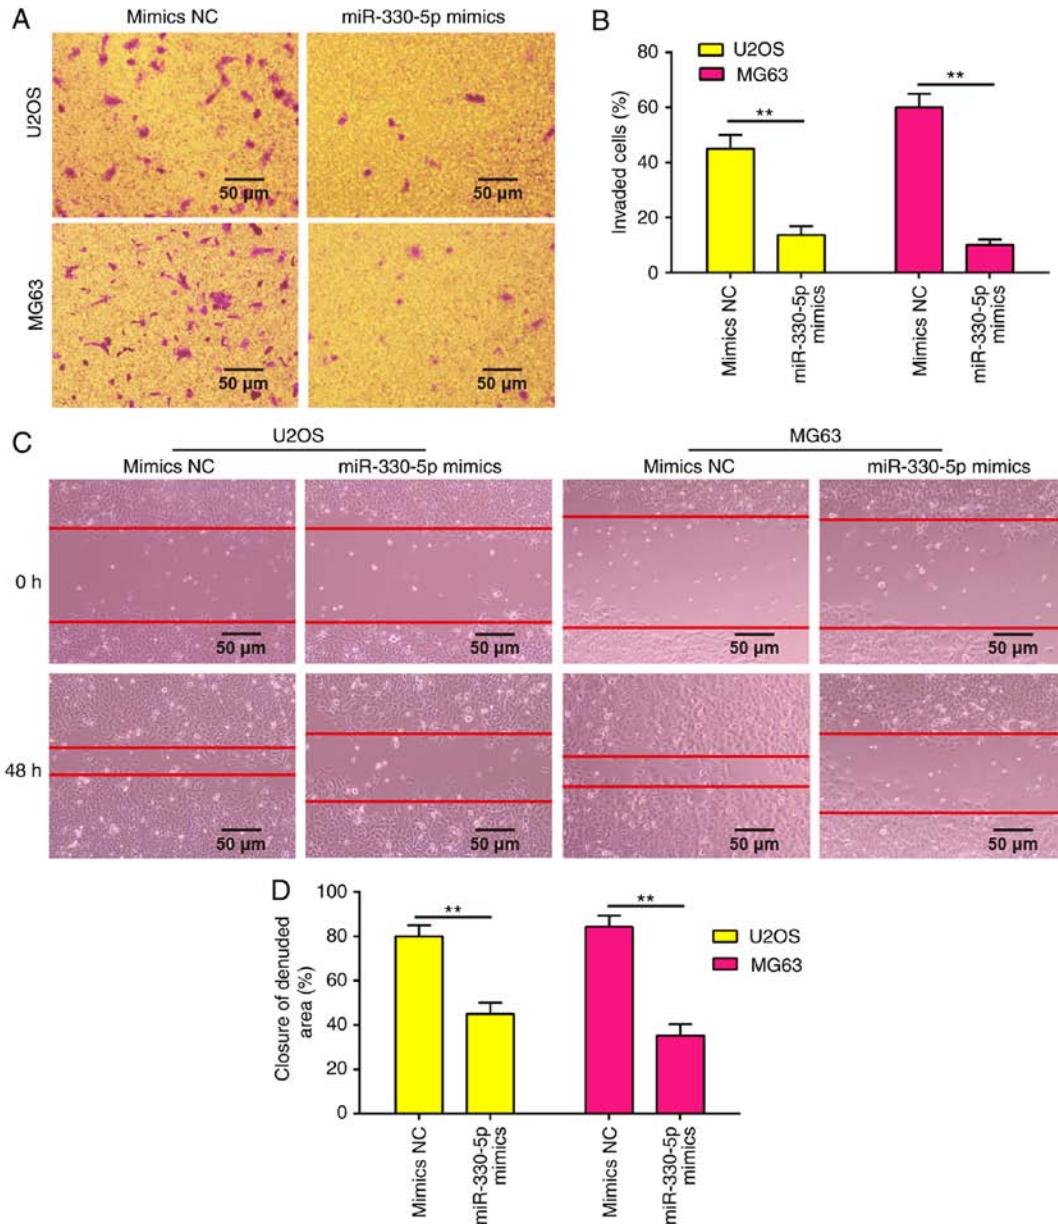 A
Mimics NC
miR-330-5p mimics
U2OS
50 µm
50 µm
MG63
50 µm
50 µm
B
U2OS
MG63
80
60
40
20
0
Invaded cells (%)
**
**
Mimics NC
miR-330-5p
mimics
Mimics NC
miR-330-5p
mimics
C
U2OS
MG63
Mimics NC
miR-330-5p mimics
Mimics NC
miR-330-5p mimics
0 h
50 µm
50 µm
50 µm
50 µm
48 h
50 µm
50 µm
50 µm
50 µm
D
100
80
60
40
20
0
Closure of denuded
area (%)
**
**
U2OS
MG63
Mimics NC
miR-330-5p
mimics
Mimics NC
miR-330-5p
mimics